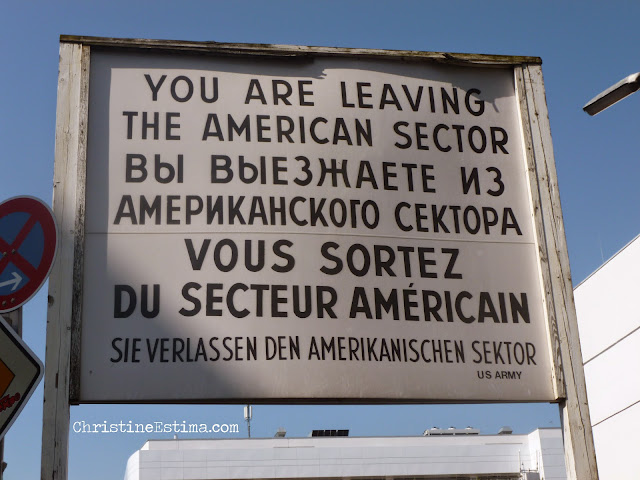 YOU ARE LEAVING
THE AMERICAN SECTOR
ВЫ ВЫЕЗЖАЕТЕ ИЗ
АМЕРИКАНСКОГО СЕКТОРА
VOUS SORTEZ
DU SECTEUR AMÉRICAIN
SIE VERLASSEN DEN AMERIKANISCHEN SEKTOR
US ARMY
ChristineEstima.com